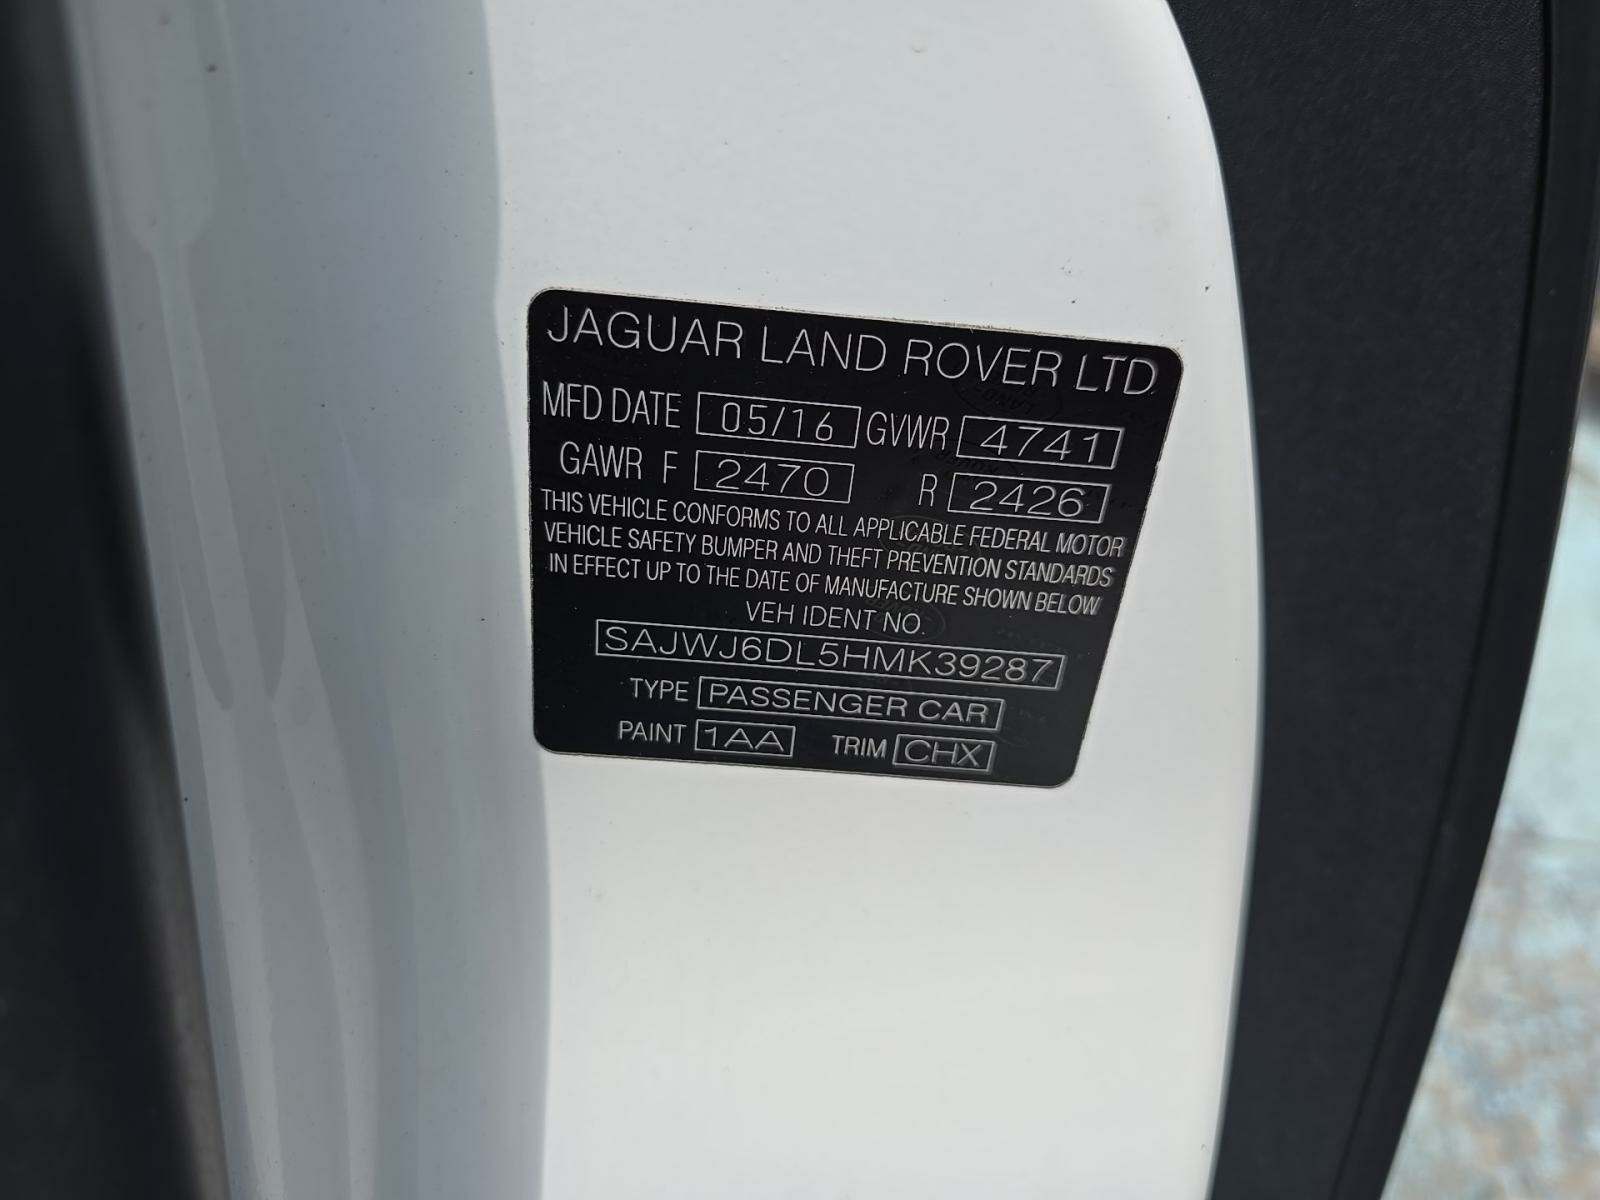 JAGUAR LAND ROVER LTD
MFD DATE 05/16 GVWR 4741
GAWR F 2470 R 2426
THIS VEHICLE CONFORMS TO ALL APPLICABLE FEDERAL MOTOR
VEHICLE SAFETY BUMPER AND THEFT PREVENTION STANDARDS
IN EFFECT UP TO THE DATE OF MANUFACTURE SHOWN BELOW
VEH IDENT NO.
SAJWJ6DL5HMK39287
TYPE PASSENGER CAR
PAINT 1AA TRIM CHX